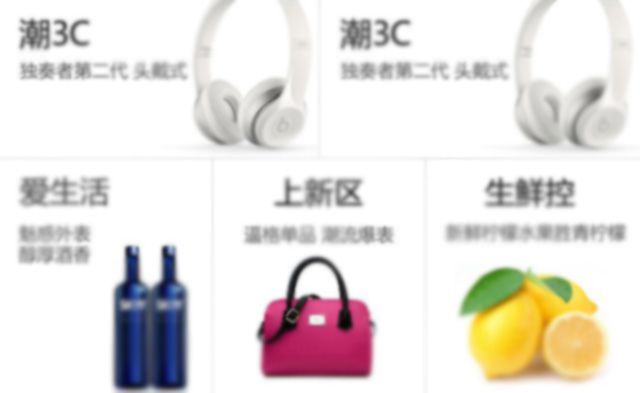 潮3C
独奏者第二代 头戴式
潮3C
独奏者第二代 头戴式
爱生活
魅感外表
醇厚酒香
上新区
逼格单品 潮流爆表
生鲜控
新鲜柠檬水果胜青柠檬